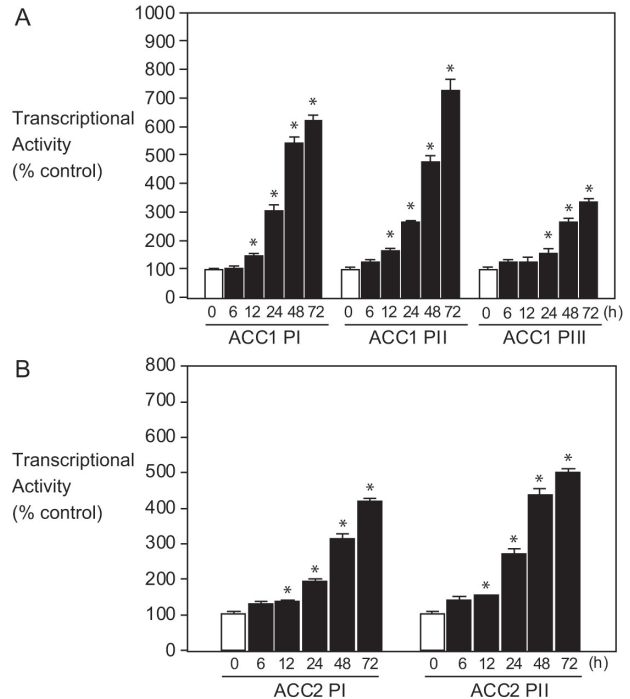 A
1000
900
800
700
600
500
400
300
200
100
0
Transcriptional
Activity
(% control)
* * * *
* * * *
* * *
0 6 12 24 48 72 0 6 12 24 48 72 0 6 12 24 48 72 (h)
ACC1 PI ACC1 PII ACC1 PIII
B
800
700
600
500
400
300
200
100
0
Transcriptional
Activity
(% control)
* * * *
* * * *
0 6 12 24 48 72 0 6 12 24 48 72 (h)
ACC2 PI ACC2 PII